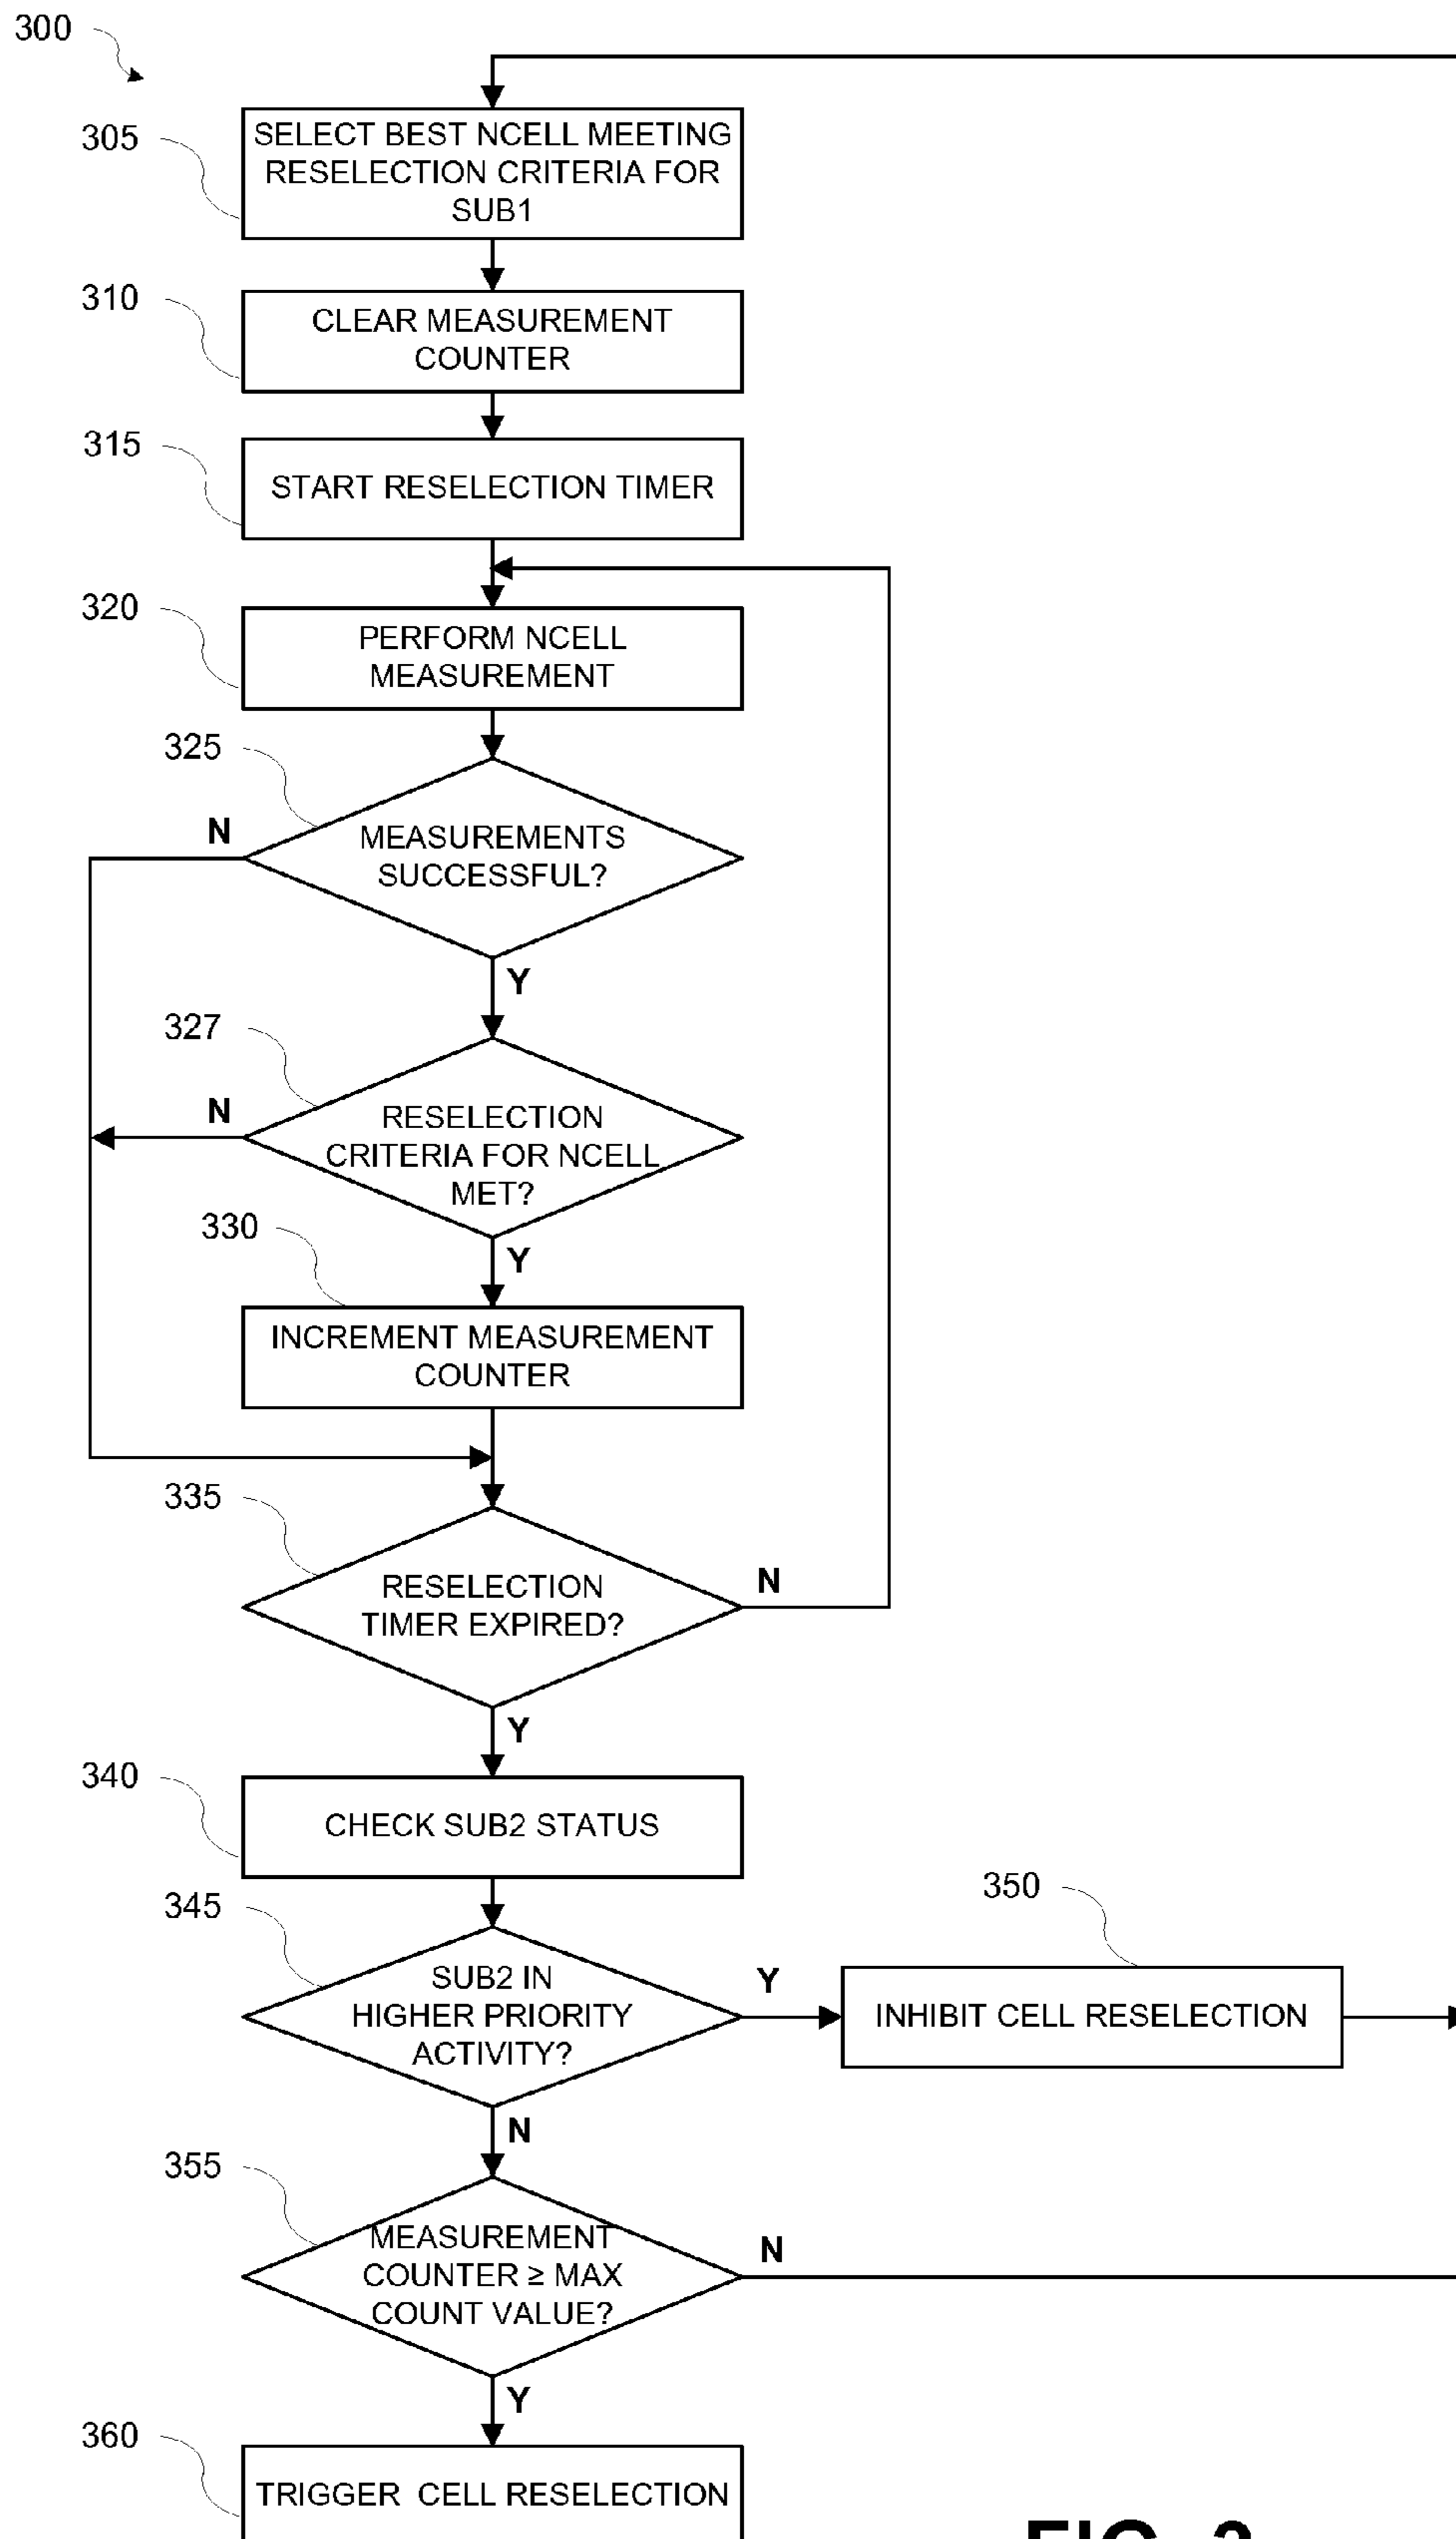 300
305
SELECT BEST NCELL MEETING
RESELECTION CRITERIA FOR
SUB1
310
CLEAR MEASUREMENT
COUNTER
315
START RESELECTION TIMER
320
PERFORM NCELL
MEASUREMENT
325
N
MEASUREMENTS
SUCCESSFUL?
Y
327
N
RESELECTION
CRITERIA FOR NCELL
MET?
330
Y
INCREMENT MEASUREMENT
COUNTER
335
RESELECTION
TIMER EXPIRED?
N
Y
340
CHECK SUB2 STATUS
345
SUB2 IN
HIGHER PRIORITY
ACTIVITY?
Y
350
INHIBIT CELL RESELECTION
N
355
MEASUREMENT
COUNTER ≥ MAX
COUNT VALUE?
N
Y
360
TRIGGER CELL RESELECTION